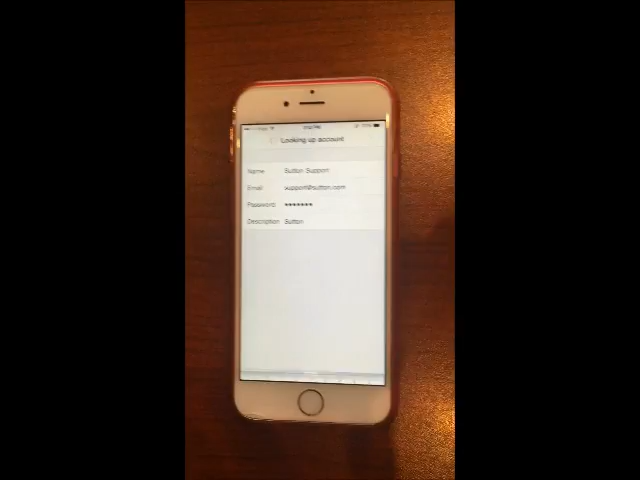 Looking up account
Name Sutton Support
Email support@sutton.com
Password •••••••
Description Sutton